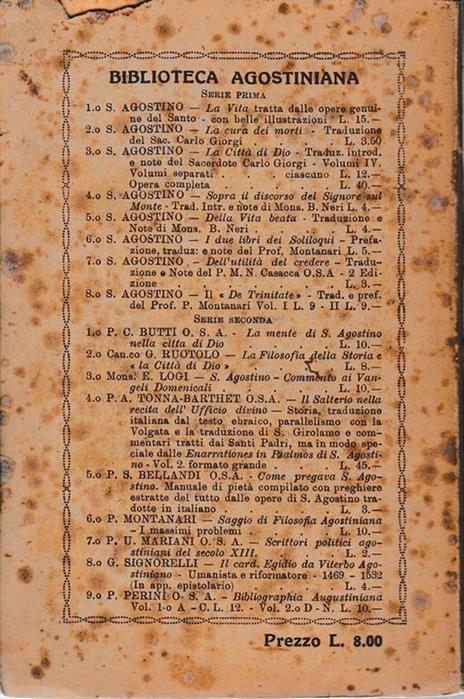 BIBLIOTECA AGOSTINIANA
SERIE PRIMA
1.o S. AGOSTINO — La Vita tratta dalle opere genui-
ne del Santo - con belle illustrazioni L. 15.—
2.o S. AGOSTINO — La cura dei morti - Traduzione
del Sac. Carlo Giorgi . . . L. 3.50
3.o S. AGOSTINO — La Città di Dio - Traduz. introd.
e note del Sacerdote Carlo Giorgi - Volumi IV.
Volumi separati . . . ciascuno L. 12.—
Opera completa . . . . L. 40.—
4.o S. AGOSTINO — Sopra il discorso del Signore sul
Monte - Trad. Intr. e note di Mons. B. Neri L. 4.—
5.o S. AGOSTINO — Della Vita beata - Traduzione e
Note di Mons. B. Neri . . . L. 4.—
6.o S. AGOSTINO — I due libri dei Soliloqui - Prefa-
zione, traduz. e note del Prof. Montanari L. 5.—
7.o S. AGOSTINO — Dell'utilità del credere - Tradu-
zione e Note del P. M. N. Casacca O.S.A - 2 Edi-
zione . . . . . . L. 3.—
8.o S. AGOSTINO — Il « De Trinitate » - Trad. e pref.
del Prof. P. Montanari Vol. I L. 9 - II L. 9.—
SERIE SECONDA
1.o P. C. BUTTI O. S. A. - La mente di S. Agostino
nella citta di Dio . . . . L. 10.—
2.o Can.co G. RUOTOLO — La Filosofia della Storia e
« la Città di Dio » . . . . L. 8.—
3.o Mons. E. LOGI — S. Agostino - Commento ai Van-
geli Domenicali . . . . L. 10.—
4.o P. A. TONNA-BARTHET O.S.A. — Il Salterio nella
recita dell' Ufficio divino — Storia, traduzione
italiana dal testo ebraico, parallelismo con la
Volgata e la traduzione di S. Girolamo e com-
mentari tratti dai Santi Padri, ma in modo spe-
ciale dalle Enarrationes in Psalmos di S. Agosti-
no - Vol. 2. formato grande . . L. 45.—
5.o P. S. BELLANDI O.S.A. - Come pregava S. Ago-
stino. Manuale di pietà compilato con preghiere
estratte del tutto dalle opere di S. Agostino tra-
dotte in italiano . . . . . L. 3.—
6.o P. MONTANARI — Saggio di Filosofia Agostiniana
- I massimi problemi . . . . L. 10.—
7.o P. U. MARIANI O. S. A. — Scrittori politici ago-
stiniani del secolo XIII. . . . L. 2.—
8.o G. SIGNORELLI — Il card. Egidio da Viterbo Ago-
stiniano - Umanista e riformatore - 1469 - 1532
(In app. epistolario) . . . . L. 4.—
9.o P. PERINI O. S. A. - Bibliographia Augustiniana
Vol. 1.o A - C. L. 12. - Vol. 2.o D - N. L. 10.—
Prezzo L. 8.00